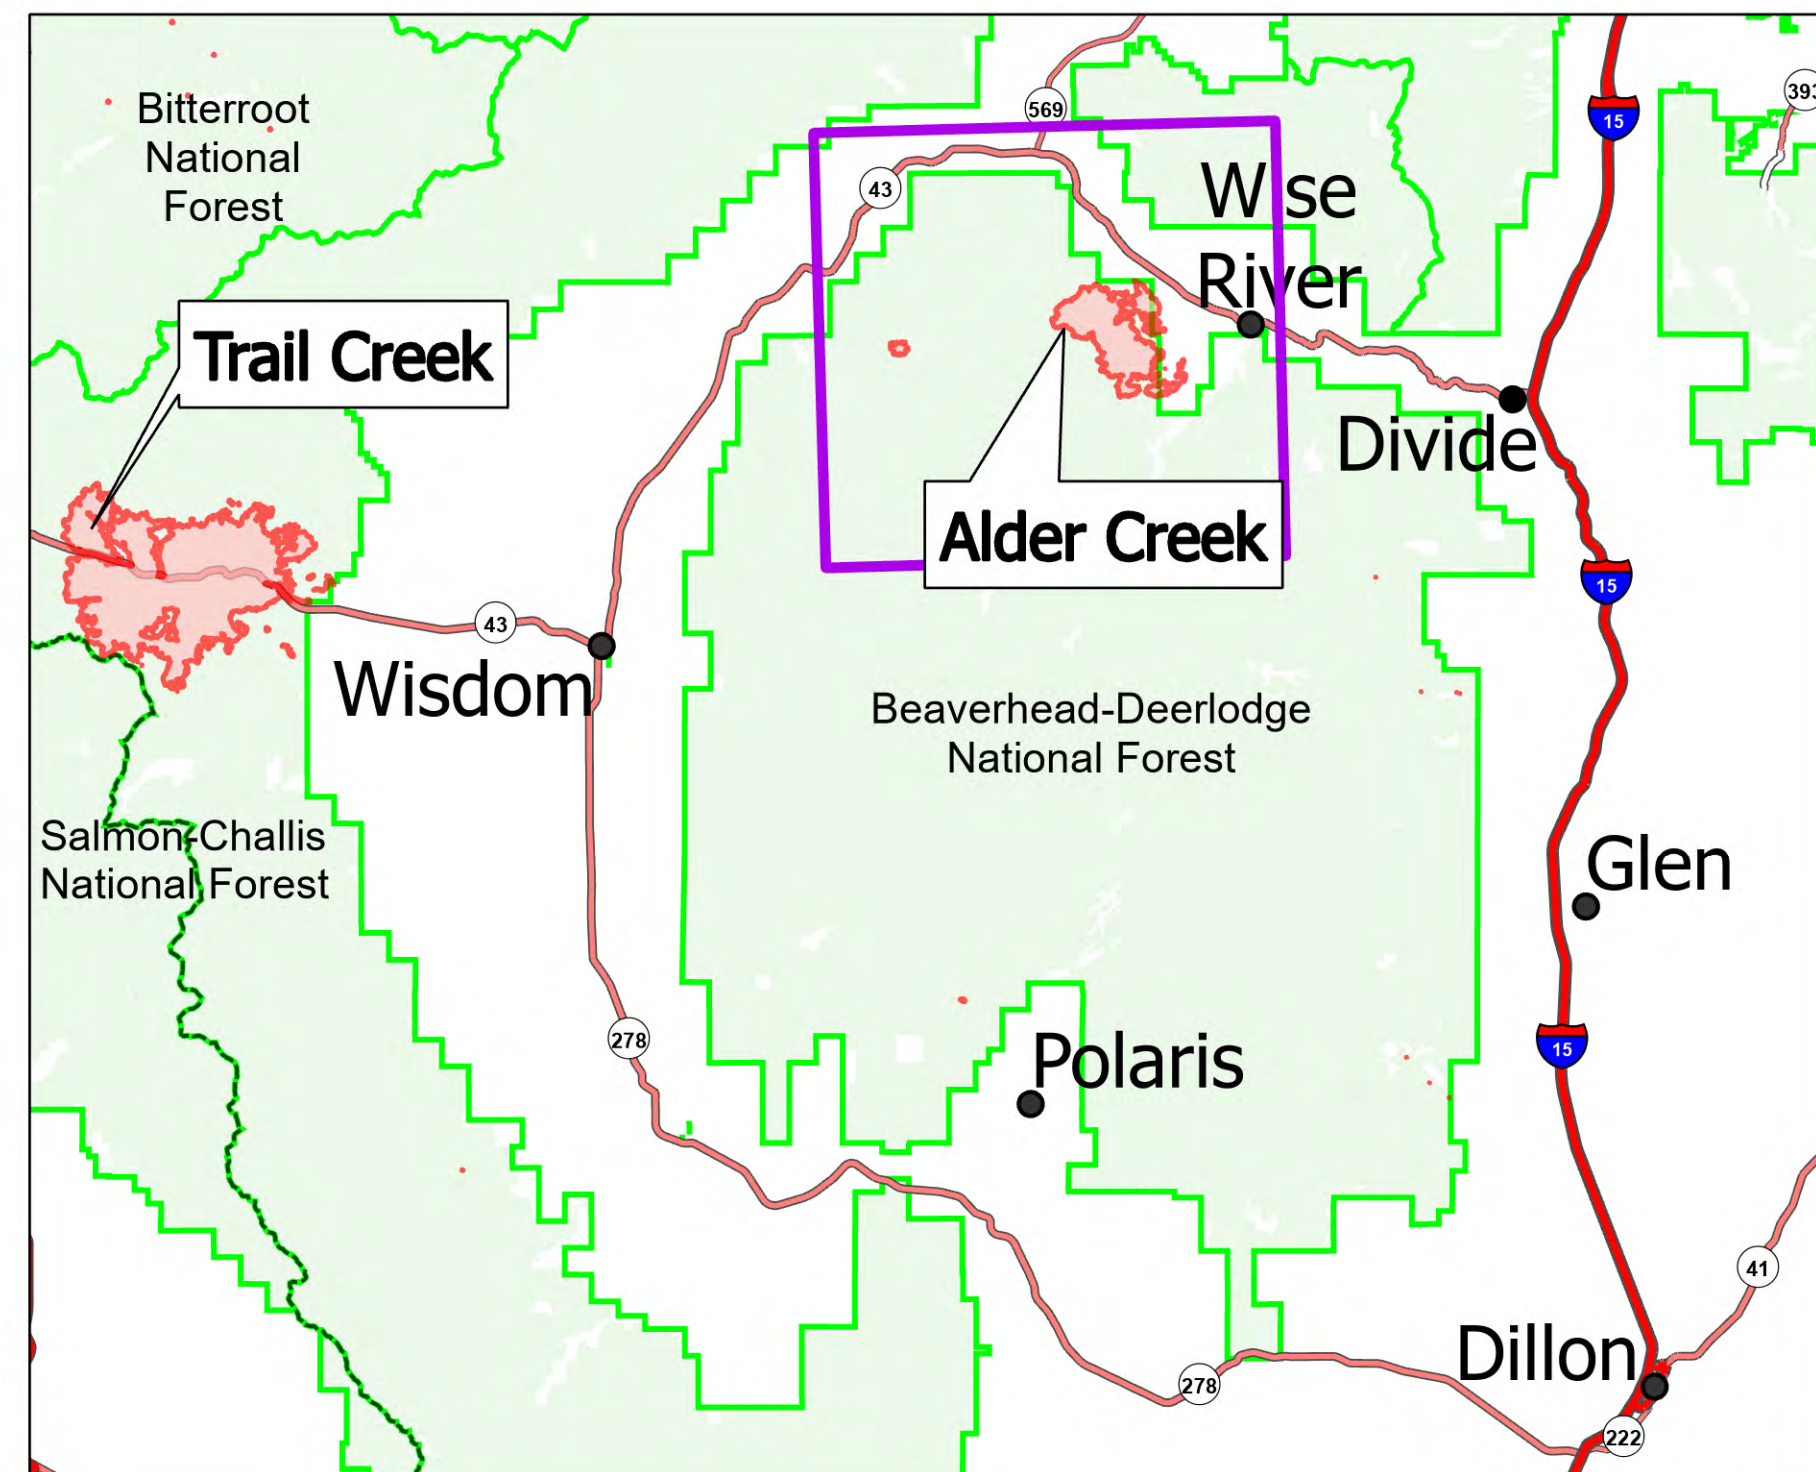 569
393
15
Bitterroot
National
Forest
43
W se
River
Trail Creek
Divide
Alder Creek
15
43
Wisdom
Beaverhead-Deerlodge
National Forest
Salmon-Challis
National Forest
Glen
278
Polaris
15
41
Dillon
278
222